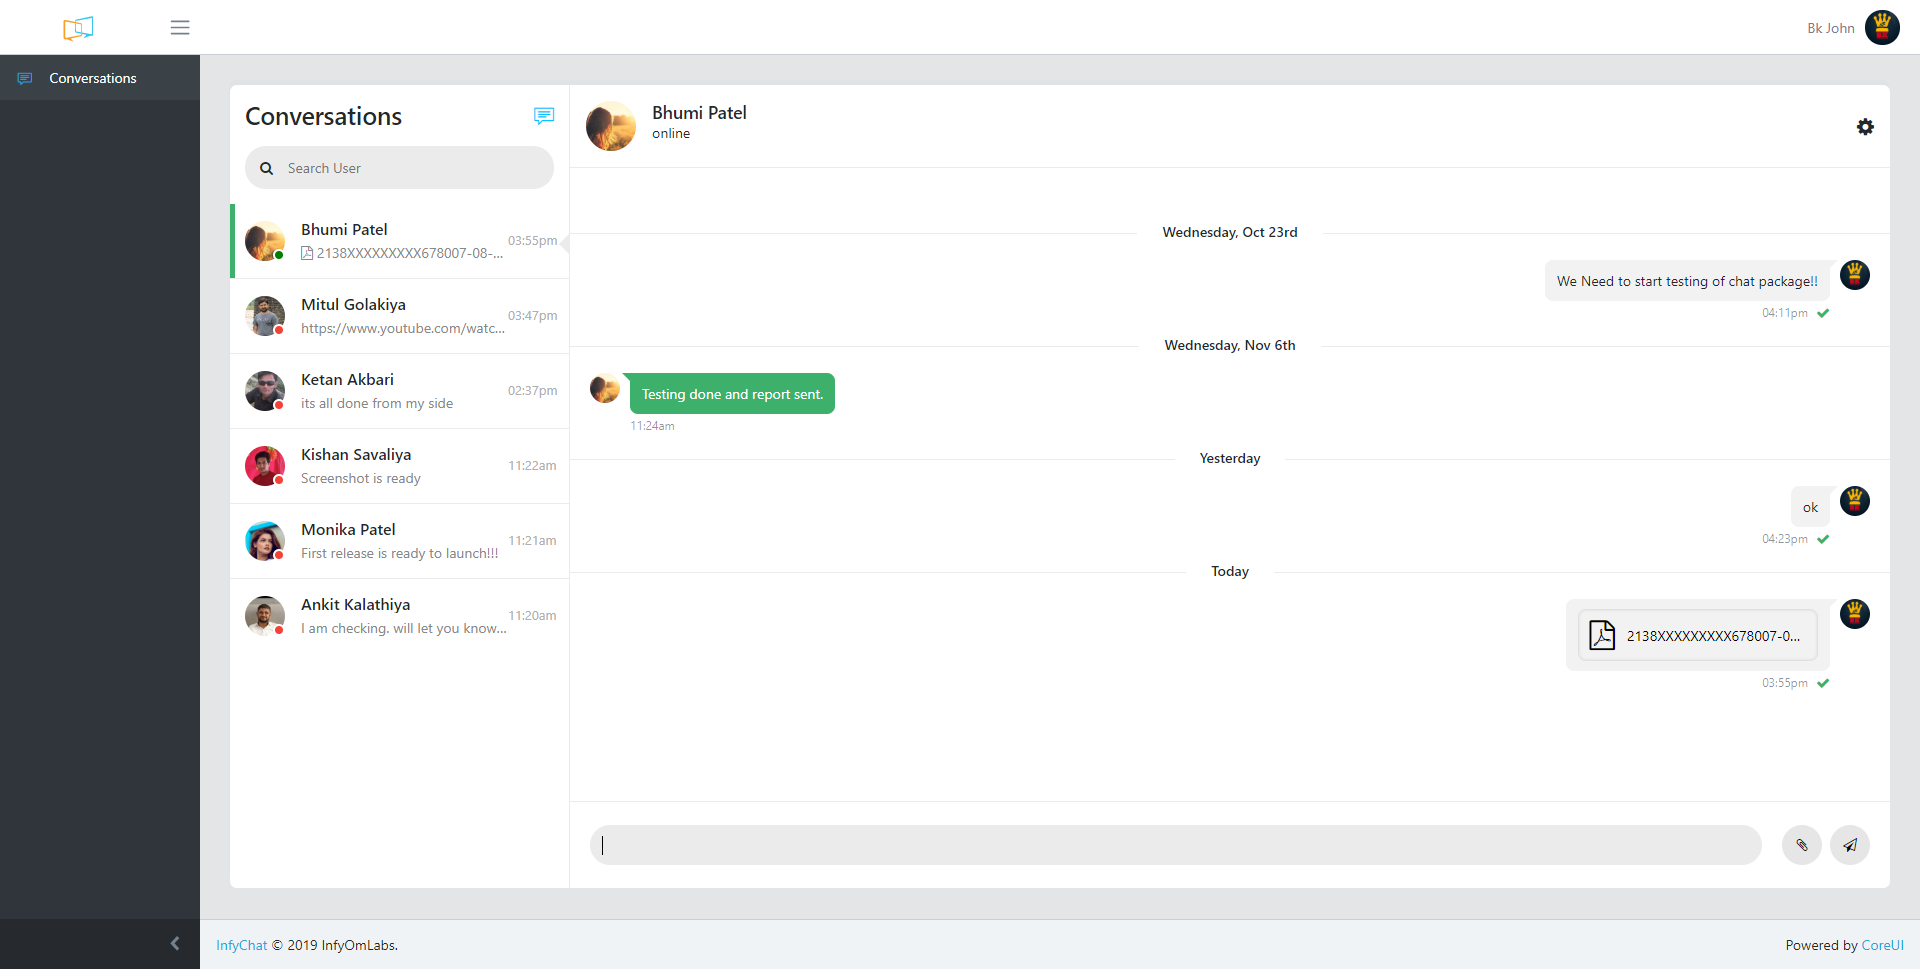 Bk John
Conversations
Conversations
Search User
Bhumi Patel
2138XXXXXXXXX678007-08-...
03:55pm
Mitul Golakiya
https://www.youtube.com/watc...
03:47pm
Ketan Akbari
its all done from my side
02:37pm
Kishan Savaliya
Screenshot is ready
11:22am
Monika Patel
First release is ready to launch!!!
11:21am
Ankit Kalathiya
I am checking. will let you know...
11:20am
Bhumi Patel
online
Wednesday, Oct 23rd
We Need to start testing of chat package!!
04:11pm
Wednesday, Nov 6th
Testing done and report sent.
11:24am
Yesterday
ok
04:23pm
Today
2138XXXXXXXXX678007-0...
03:55pm
InfyChat © 2019 InfyOmLabs.
Powered by CoreUI